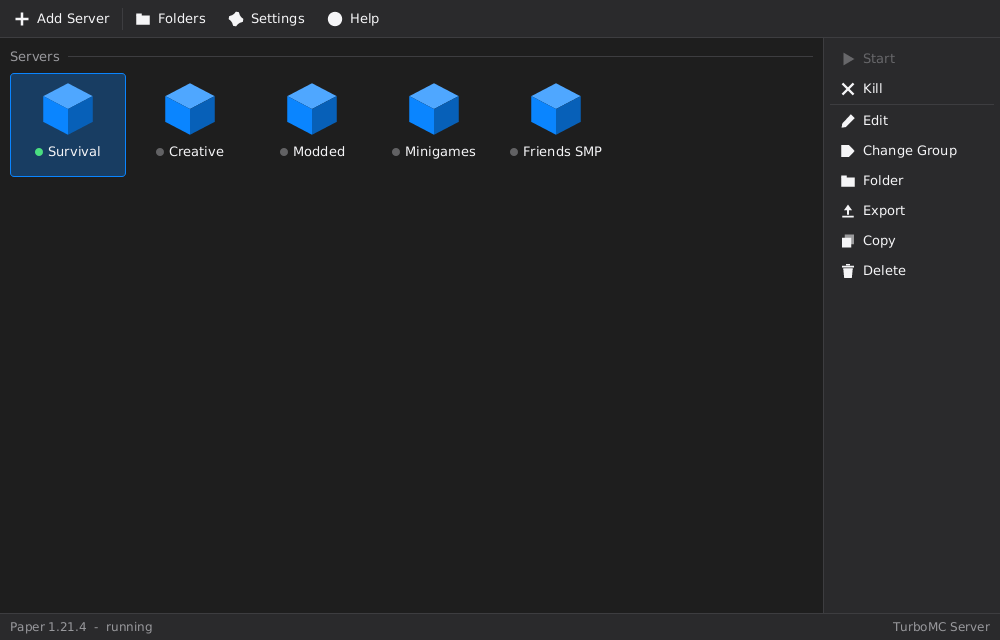 Add Server
Folders
Settings
Help
Servers
Survival
Creative
Modded
Minigames
Friends SMP
Start
Kill
Edit
Change Group
Folder
Export
Copy
Delete
Paper 1.21.4 - running
TurboMC Server